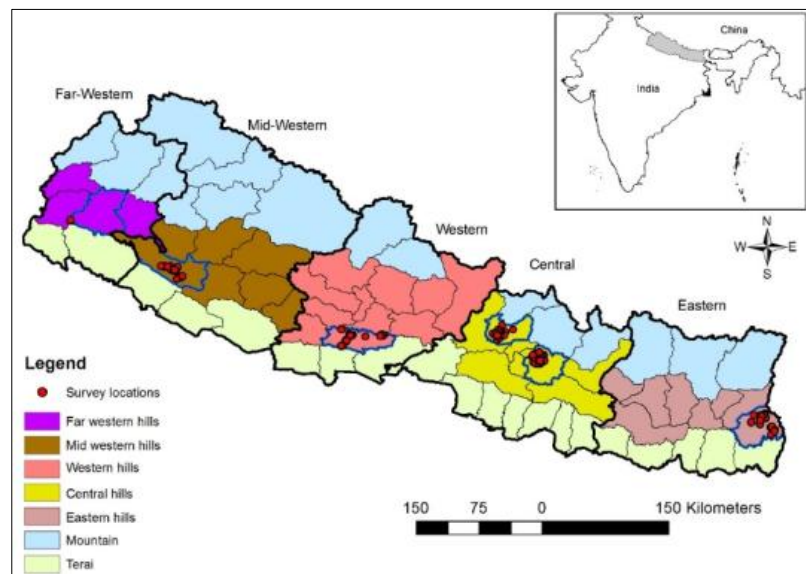 China
India
Far-Western
Mid-Western
Western
Central
Eastern
N
W E
S
Legend
Survey locations
Far western hills
Mid western hills
Western hills
Central hills
Eastern hills
Mountain
Terai
150 75 0 150 Kilometers